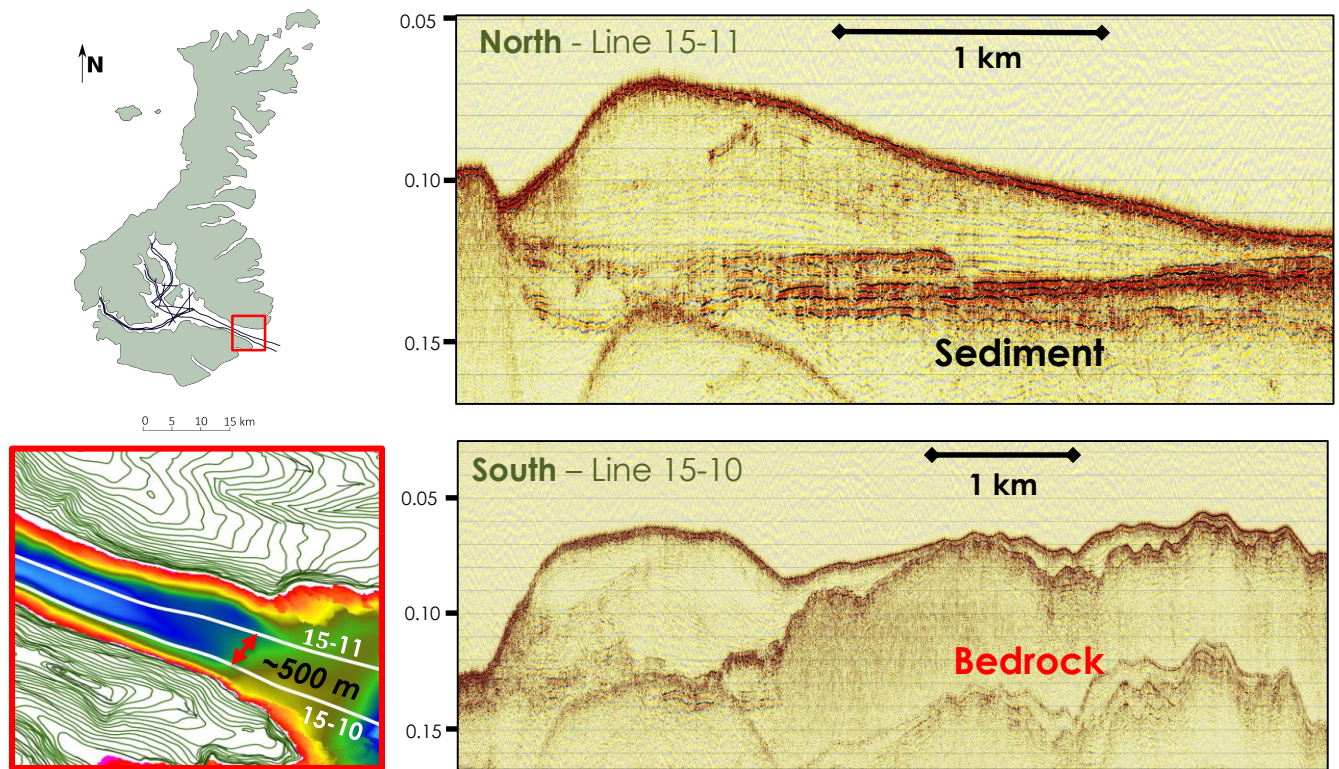 N
0 5 10 15 km
0.05
North - Line 15-11
1 km
0.10
0.15
Sediment
15-11
~500 m
15-10
South – Line 15-10
1 km
0.05
0.10
Bedrock
0.15